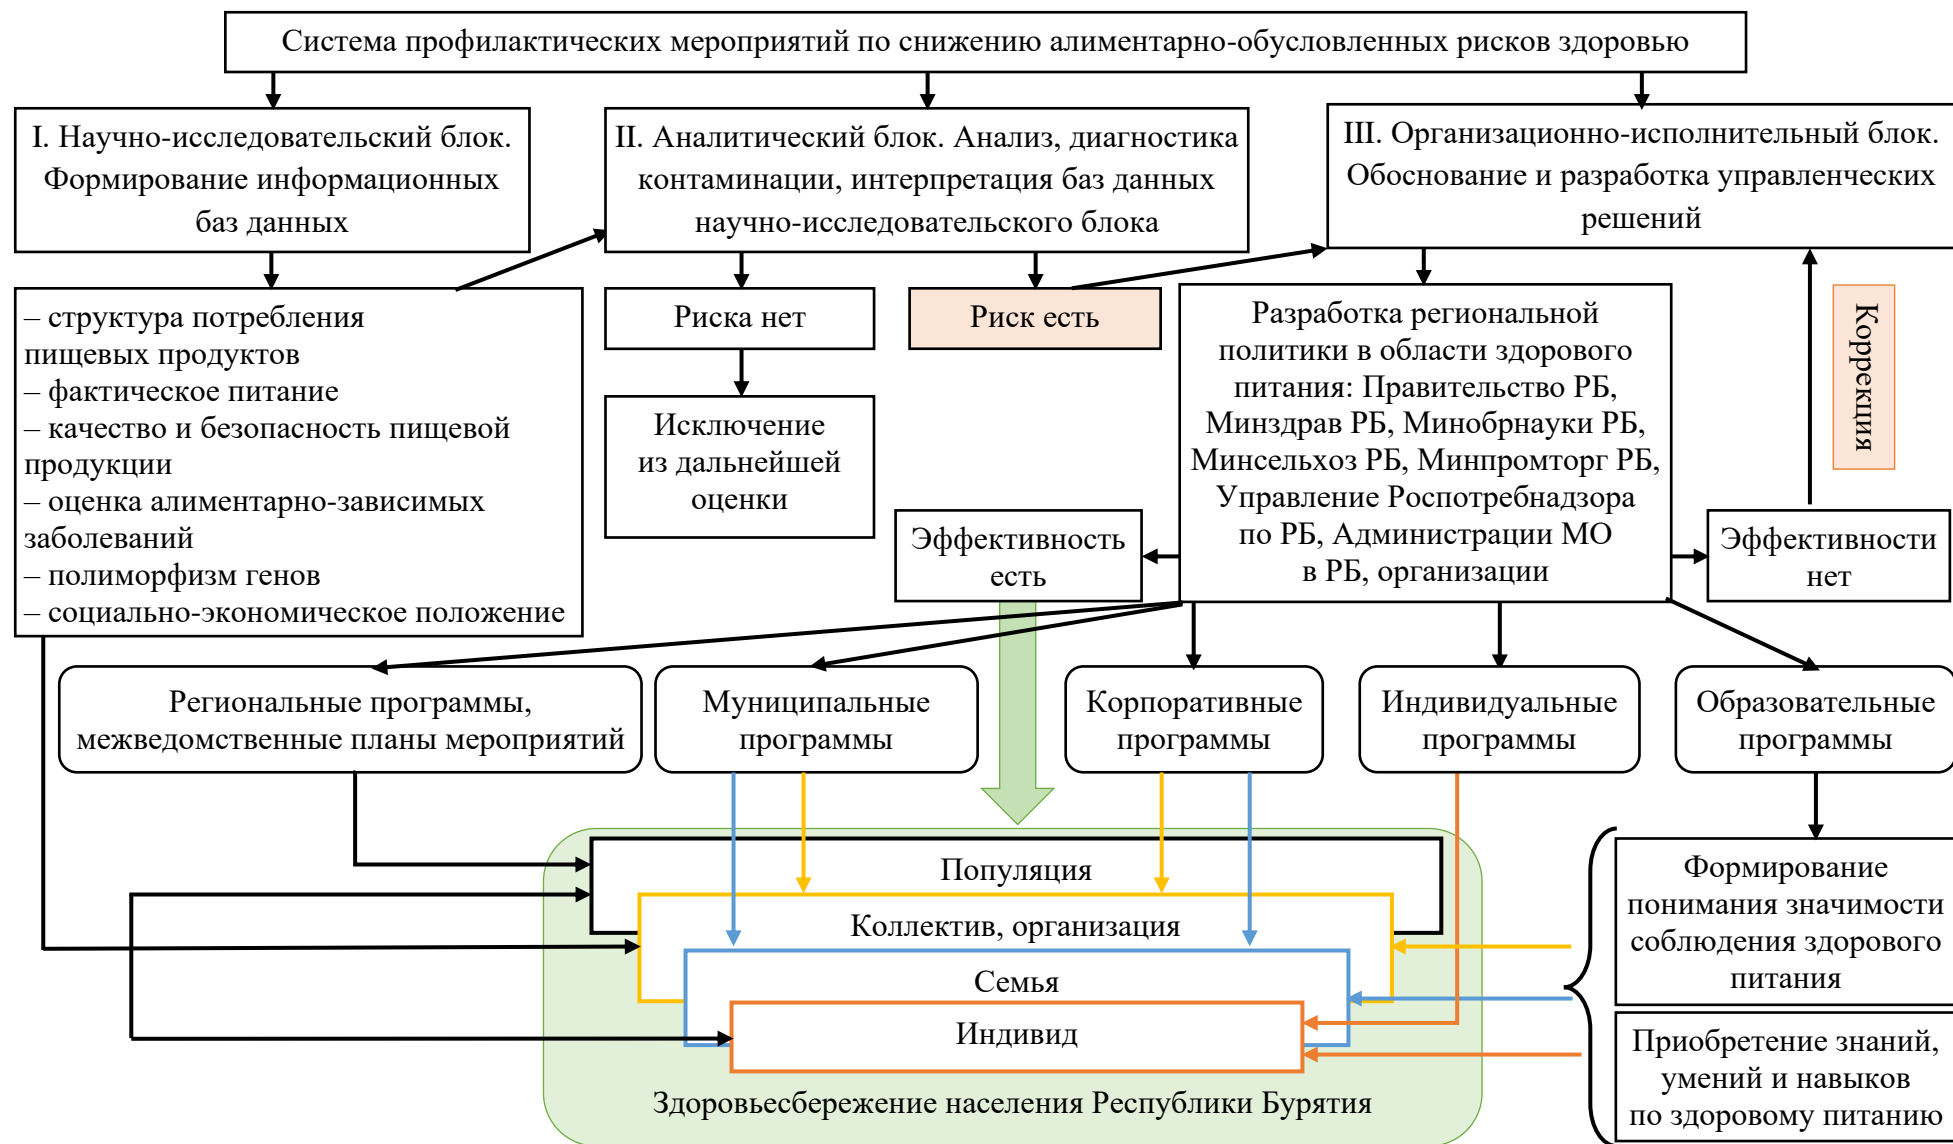 Система профилактических мероприятий по снижению алиментарно-обусловленных рисков здоровью
I. Научно-исследовательский блок.
Формирование информационных
баз данных
II. Аналитический блок. Анализ, диагностика
контаминации, интерпретация баз данных
научно-исследовательского блока
III. Организационно-исполнительный блок.
Обоснование и разработка управленческих
решений
– структура потребления
пищевых продуктов
– фактическое питание
– качество и безопасность пищевой
продукции
– оценка алиментарно-зависимых
заболеваний
– полиморфизм генов
– социально-экономическое положение
Риска нет
Риск есть
Исключение
из дальнейшей
оценки
Разработка региональной
политики в области здорового
питания: Правительство РБ,
Минздрав РБ, Минобрнауки РБ,
Минсельхоз РБ, Минпромторг РБ,
Управление Роспотребнадзора
по РБ, Администрации МО
в РБ, организации
Коррекция
Эффективность
есть
Эффективности
нет
Региональные программы,
межведомственные планы мероприятий
Муниципальные
программы
Корпоративные
программы
Индивидуальные
программы
Образовательные
программы
Популяция
Коллектив, организация
Семья
Индивид
Здоровьесбережение населения Республики Бурятия
Формирование
понимания значимости
соблюдения здорового
питания
Приобретение знаний,
умений и навыков
по здоровому питанию